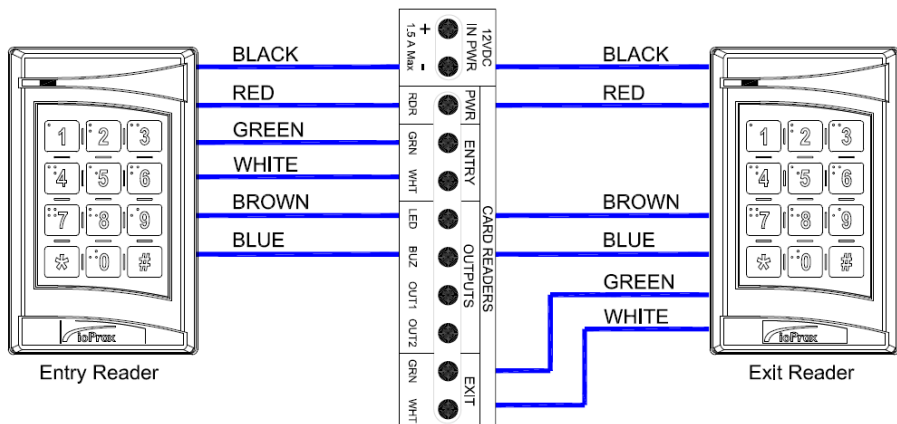 BLACK
RED
GREEN
WHITE
BROWN
BLUE
1 2 3
4 5 6
7 8 9
* 0 #
ioProx
Entry Reader
+ -
1.5 A Max
12VDC
IN PWR
RDR
PWR
GRN
WHT
ENTRY
LED
BUZ
OUT1
OUT2
OUTPUTS
GRN
WHT
EXIT
CARD READERS
BLACK
RED
BROWN
BLUE
GREEN
WHITE
1 2 3
4 5 6
7 8 9
* 0 #
ioProx
Exit Reader